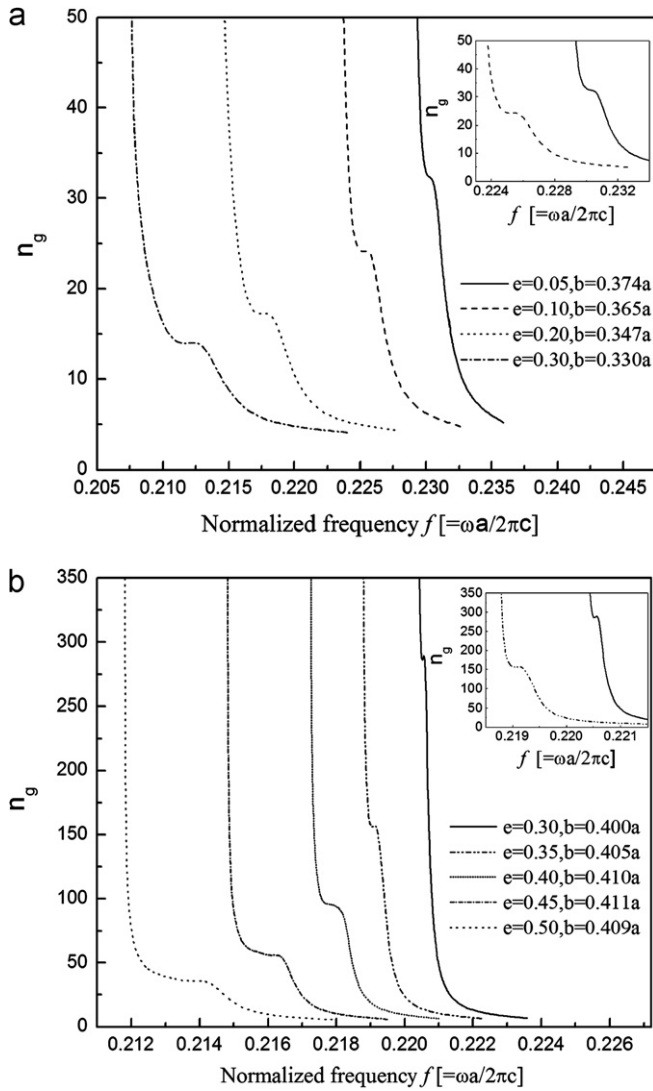 a
50
40
30
20
10
0
n_g
0.205 0.210 0.215 0.220 0.225 0.230 0.235 0.240 0.245
Normalized frequency f [=ωa/2πc]
50
40
30
20
10
0
n_g
0.224 0.228 0.232
f [=ωa/2πc]
e=0.05,b=0.374a
e=0.10,b=0.365a
e=0.20,b=0.347a
e=0.30,b=0.330a
b
350
300
250
200
150
100
50
0
n_g
0.212 0.214 0.216 0.218 0.220 0.222 0.224 0.226
Normalized frequency f [=ωa/2πc]
350
300
250
200
150
100
50
0
n_g
0.219 0.220 0.221
f [=ωa/2πc]
e=0.30,b=0.400a
e=0.35,b=0.405a
e=0.40,b=0.410a
e=0.45,b=0.411a
e=0.50,b=0.409a